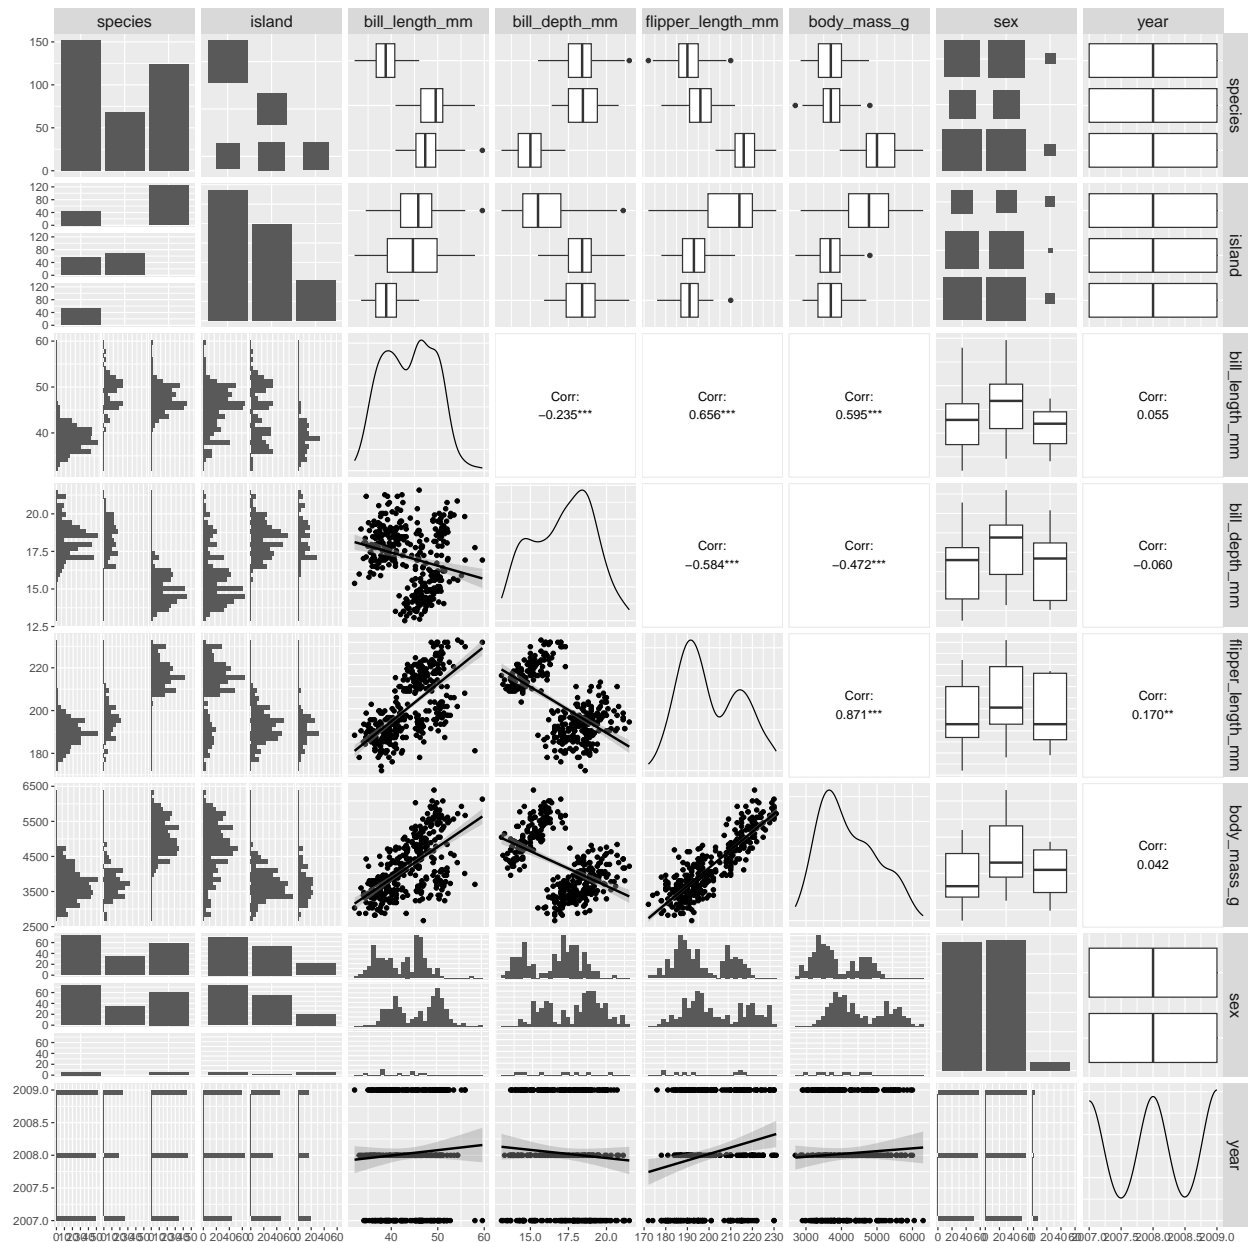 species island bill_length_mm bill_depth_mm flipper_length_mm body_mass_g sex year
150
100
50
0
species
120
80
40
0
120
80
40
0
120
80
40
0
island
60
50
40
Corr:
−0.235***
Corr:
0.656***
Corr:
0.595***
Corr:
0.055
bill_length_mm
20.0
17.5
15.0
12.5
Corr:
−0.584***
Corr:
−0.472***
Corr:
−0.060
bill_depth_mm
220
200
180
Corr:
0.871***
Corr:
0.170**
flipper_length_mm
6500
5500
4500
3500
2500
Corr:
0.042
body_mass_g
60
40
20
0
60
40
20
0
60
40
20
0
sex
2009.0
2008.5
2008.0
2007.5
2007.0
year
0204060 0204060 0204060
40 50 60
15.0 17.5 20.0
170 180 190 200 210 220 230
3000 4000 5000 6000
2007.0 2007.5 2008.0 2008.5 2009.0